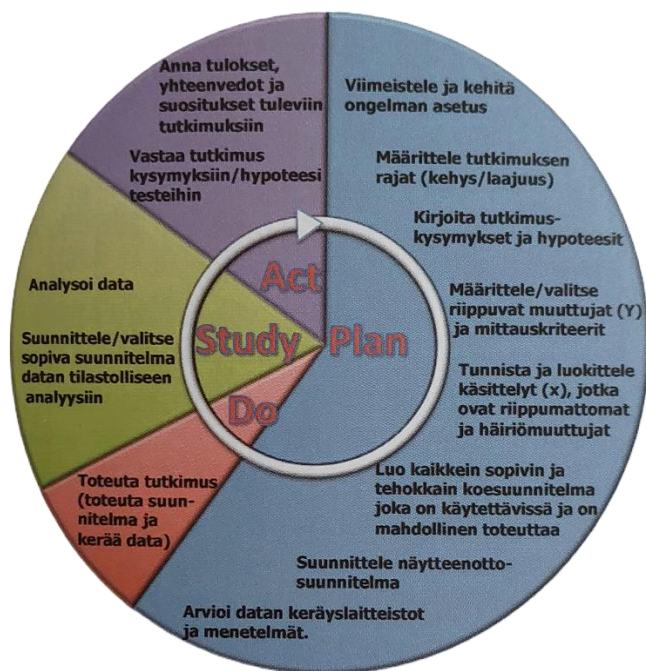 Anna tulokset,
yhteenvedot ja
suositukset tuleviin
tutkimuksiin
Vastaa tutkimus
kysymyksiin/hypoteesi
testeihin
Viimeistele ja kehitä
ongelman asetus
Määrittele tutkimuksen
rajat (kehys/laajuus)
Kirjoita tutkimus-
kysymykset ja hypoteesit
Määrittele/valitse
riippuvat muuttujat (Y)
ja mittauskriteerit
Tunnista ja luokittele
käsittelyt (x), jotka
ovat riippumattomat
ja häiriömuuttujat
Luo kaikkein sopivin ja
tehokkain koesuunnitelma
joka on käytettävissä ja on
mahdollinen toteuttaa
Suunnittele näytteenotto-
suunnitelma
Arvioi datan keräyslaitteistot
ja menetelmät.
Toteuta tutkimus
(toteuta suun-
nitelma ja
kerää data)
Analysoi data
Suunnittele/valitse
sopiva suunnitelma
datan tilastolliseen
analyysiin
Act
Study
Plan
Do